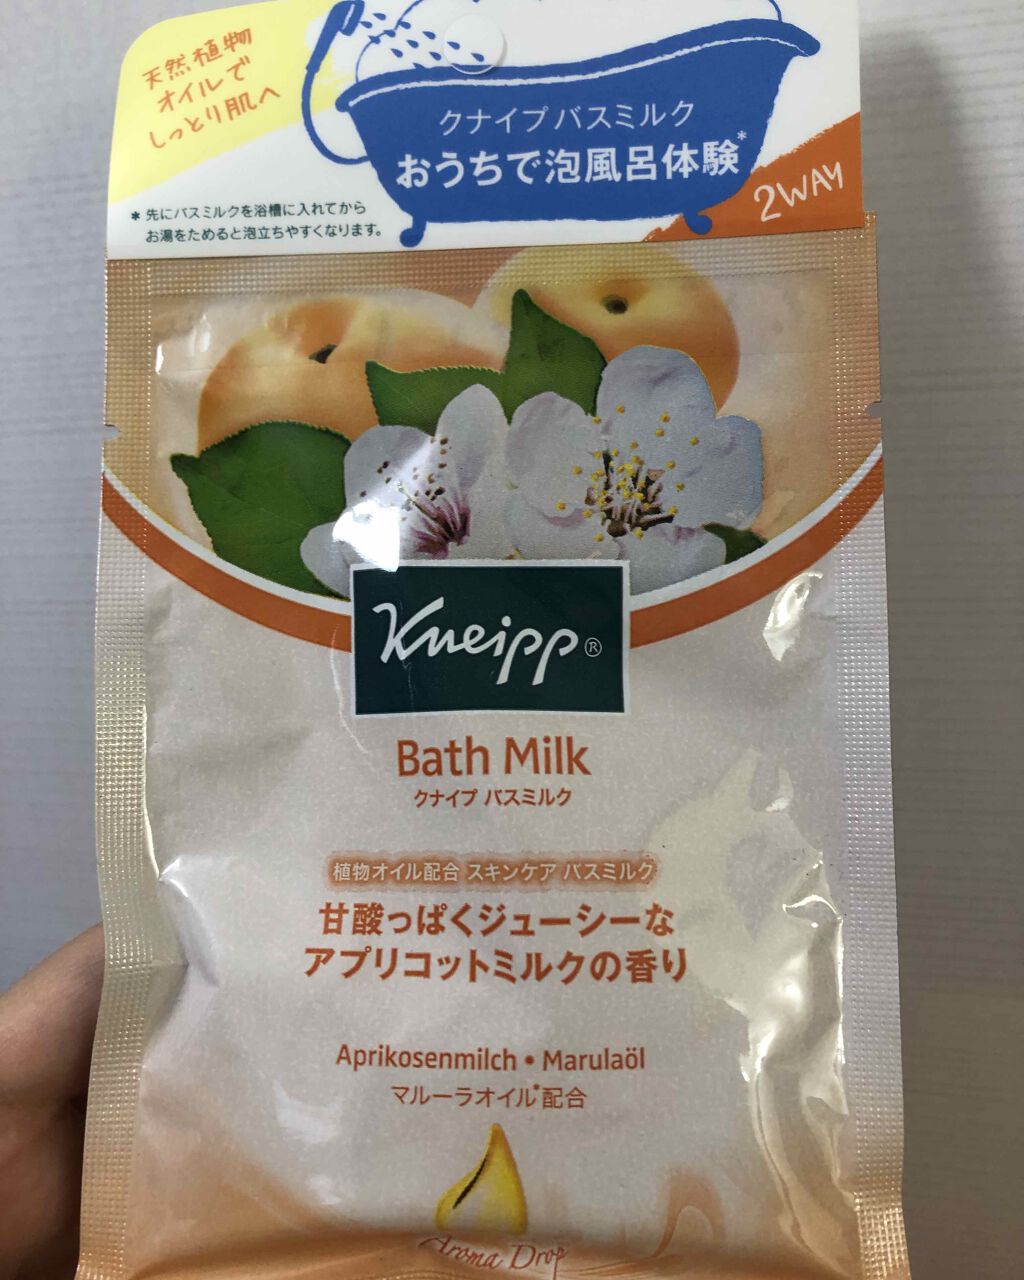 天然植物
オイルで
しっとり肌へ
クナイプ バスミルク
おうちで泡風呂体験*
2WAY
* 先にバスミルクを浴槽に入れてから
お湯をためると泡立ちやすくなります。
Kneipp®
Bath Milk
クナイプ バスミルク
植物オイル配合 スキンケア バスミルク
甘酸っぱくジューシーな
アプリコットミルクの香り
Aprikosenmilch • Marulaöl
マルーラオイル*配合
Aroma Drop